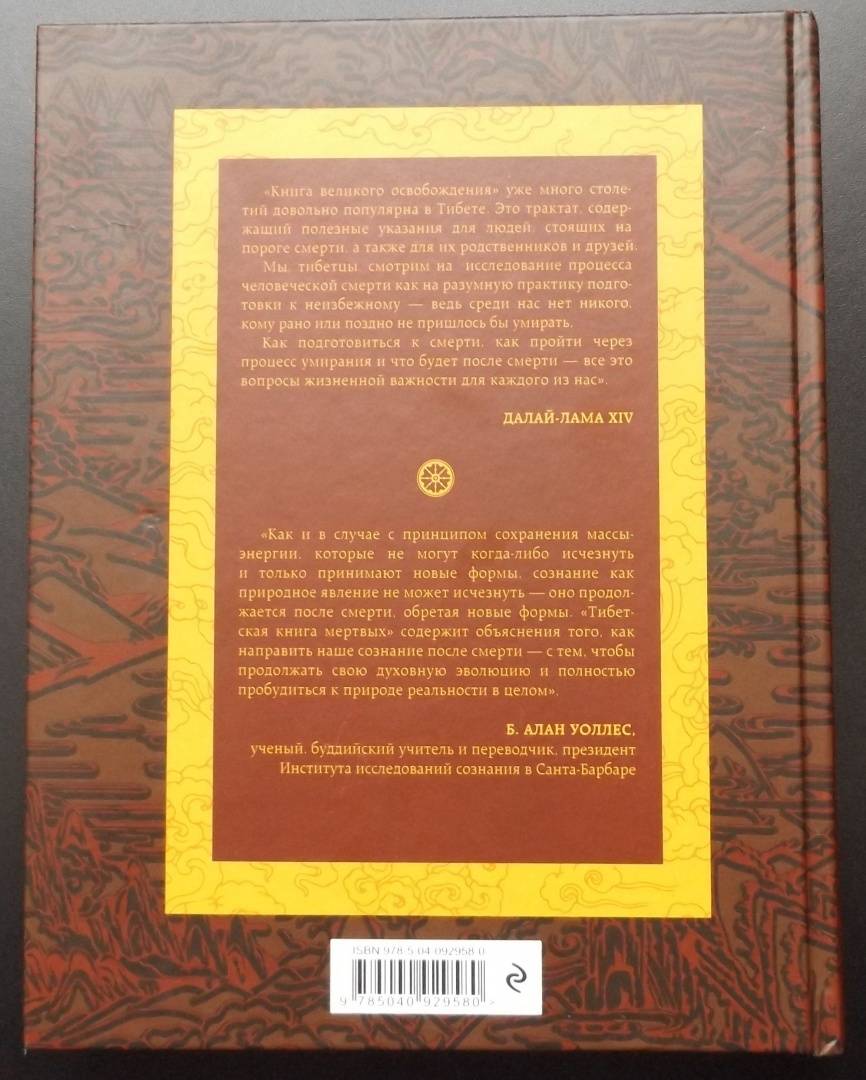 «Книга великого освобождения» уже много столе-
тий довольно популярна в Тибете. Это трактат, содер-
жащий полезные указания для людей, стоящих на
пороге смерти, а также для их родственников и друзей.
Мы, тибетцы, смотрим на исследование процесса
человеческой смерти как на разумную практику подго-
товки к неизбежному — ведь среди нас нет никого,
кому рано или поздно не пришлось бы умирать.
Как подготовиться к смерти, как пройти через
процесс умирания и что будет после смерти — все это
вопросы жизненной важности для каждого из нас».
ДАЛАЙ-ЛАМА XIV
«Как и в случае с принципом сохранения массы-
энергии, которые не могут когда-либо исчезнуть
и только принимают новые формы, сознание как
природное явление не может исчезнуть — оно продол-
жается после смерти, обретая новые формы. «Тибет-
ская книга мертвых» содержит объяснения того, как
направить наше сознание после смерти — с тем, чтобы
продолжать свою духовную эволюцию и полностью
пробудиться к природе реальности в целом».
Б. АЛАН УОЛЛЕС,
ученый, буддийский учитель и переводчик, президент
Института исследований сознания в Санта-Барбаре
ISBN 978-5-04-092958-0
9 785040 929580 >